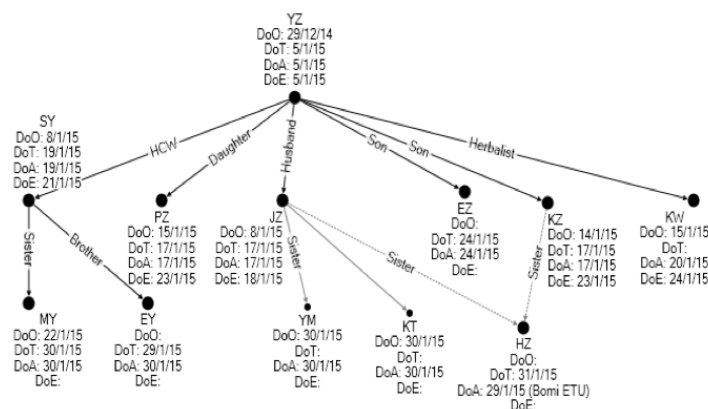 YZ
DoO: 29/12/14
DoT: 5/1/15
DoA: 5/1/15
DoE: 5/1/15
HCW
Daughter
Husband
Son
Son
Herbalist
SY
DoO: 8/1/15
DoT: 19/1/15
DoA: 19/1/15
DoE: 21/1/15
PZ
DoO: 15/1/15
DoT: 17/1/15
DoA: 17/1/15
DoE: 23/1/15
JZ
DoO: 8/1/15
DoT: 17/1/15
DoA: 17/1/15
DoE: 18/1/15
EZ
DoO:
DoT: 24/1/15
DoA: 24/1/15
DoE:
KZ
DoO: 14/1/15
DoT: 17/1/15
DoA: 17/1/15
DoE: 23/1/15
KW
DoO: 15/1/15
DoT:
DoA: 20/1/15
DoE: 24/1/15
Sister
Brother
Sister
Sister
Sister
MY
DoO: 22/1/15
DoT: 30/1/15
DoA: 30/1/15
DoE:
EY
DoO:
DoT: 29/1/15
DoA: 30/1/15
DoE:
YM
DoO: 30/1/15
DoT:
DoA: 30/1/15
DoE:
KT
DoO: 30/1/15
DoT:
DoA: 30/1/15
DoE:
HZ
DoO:
DoT: 31/1/15
DoA: 29/1/15 (Bomi ETU)
DoE: